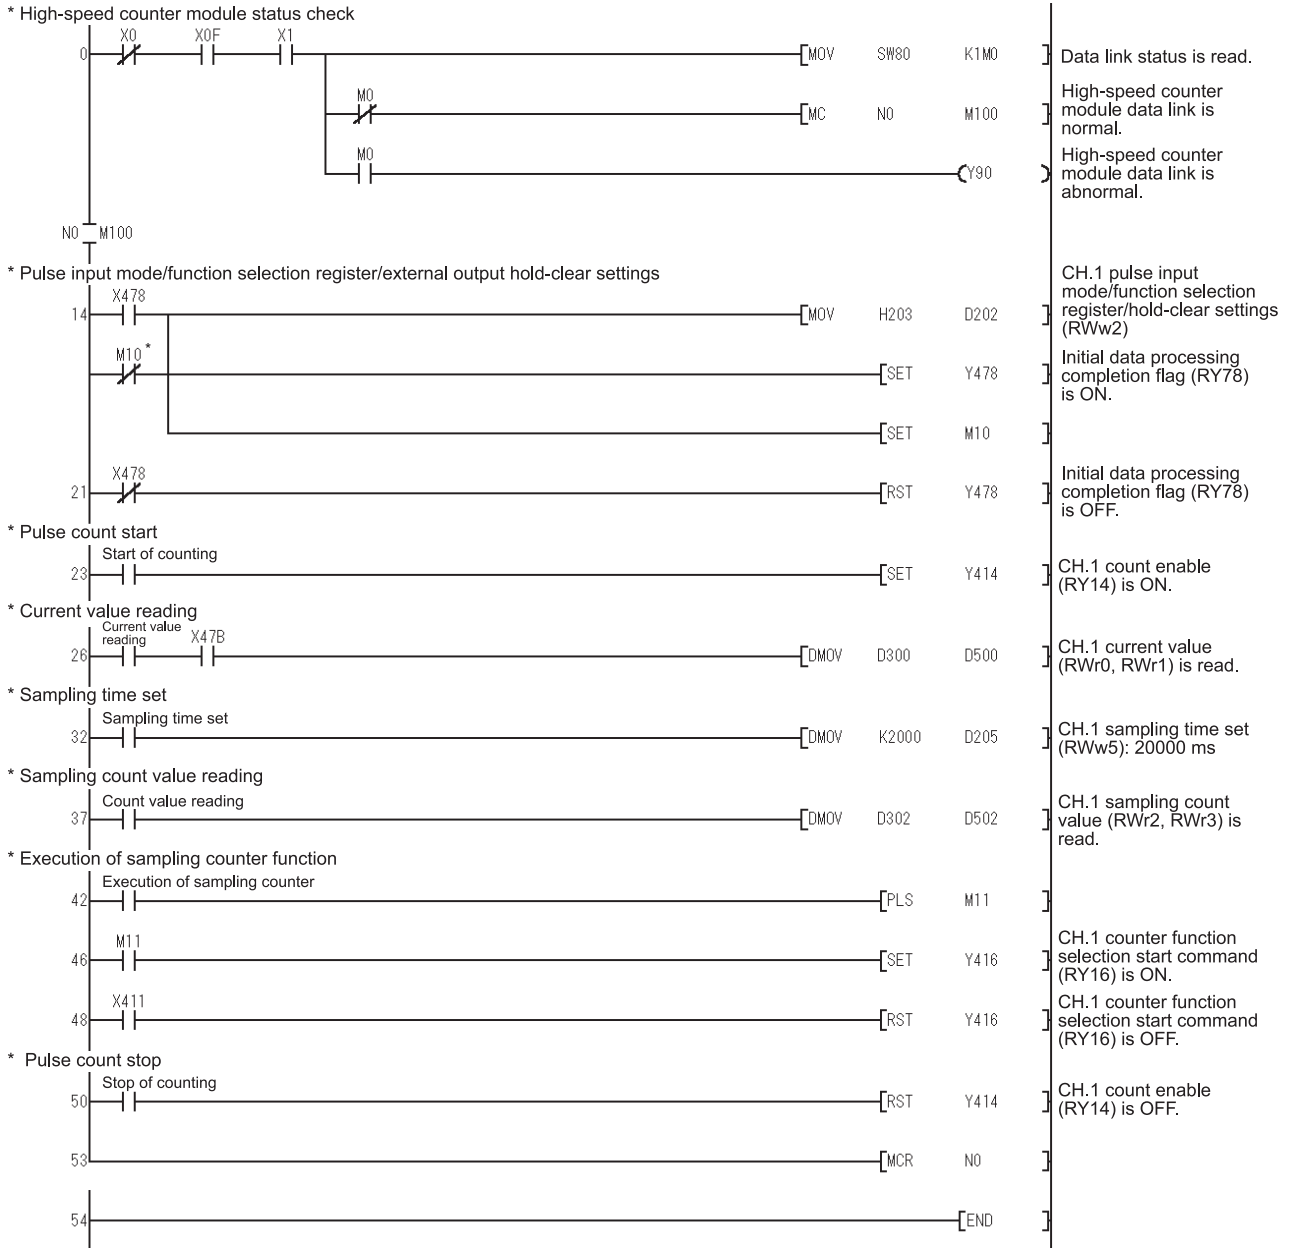 * High-speed counter module status check
X0 X0F X1
0 MOV SW80 K1M0 Data link status is read.
M0
MC N0 M100
High-speed counter
module data link is
normal.
M0
Y90
High-speed counter
module data link is
abnormal.
N0 M100
* Pulse input mode/function selection register/external output hold-clear settings
X478
14 MOV H203 D202
CH.1 pulse input
mode/function selection
register/hold-clear settings
(RWw2)
M10 *
SET Y478
Initial data processing
completion flag (RY78)
is ON.
SET M10
X478
21 RST Y478
Initial data processing
completion flag (RY78)
is OFF.
* Pulse count start
Start of counting
23 SET Y414
CH.1 count enable
(RY14) is ON.
* Current value reading
Current value
reading X47B
26 DMOV D300 D500
CH.1 current value
(RWr0, RWr1) is read.
* Sampling time set
Sampling time set
32 DMOV K2000 D205
CH.1 sampling time set
(RWw5): 20000 ms
* Sampling count value reading
Count value reading
37 DMOV D302 D502
CH.1 sampling count
value (RWr2, RWr3) is
read.
* Execution of sampling counter function
Execution of sampling counter
42 PLS M11
M11
46 SET Y416
CH.1 counter function
selection start command
(RY16) is ON.
X411
48 RST Y416
CH.1 counter function
selection start command
(RY16) is OFF.
* Pulse count stop
Stop of counting
50 RST Y414
CH.1 count enable
(RY14) is OFF.
53 MCR N0
54 END